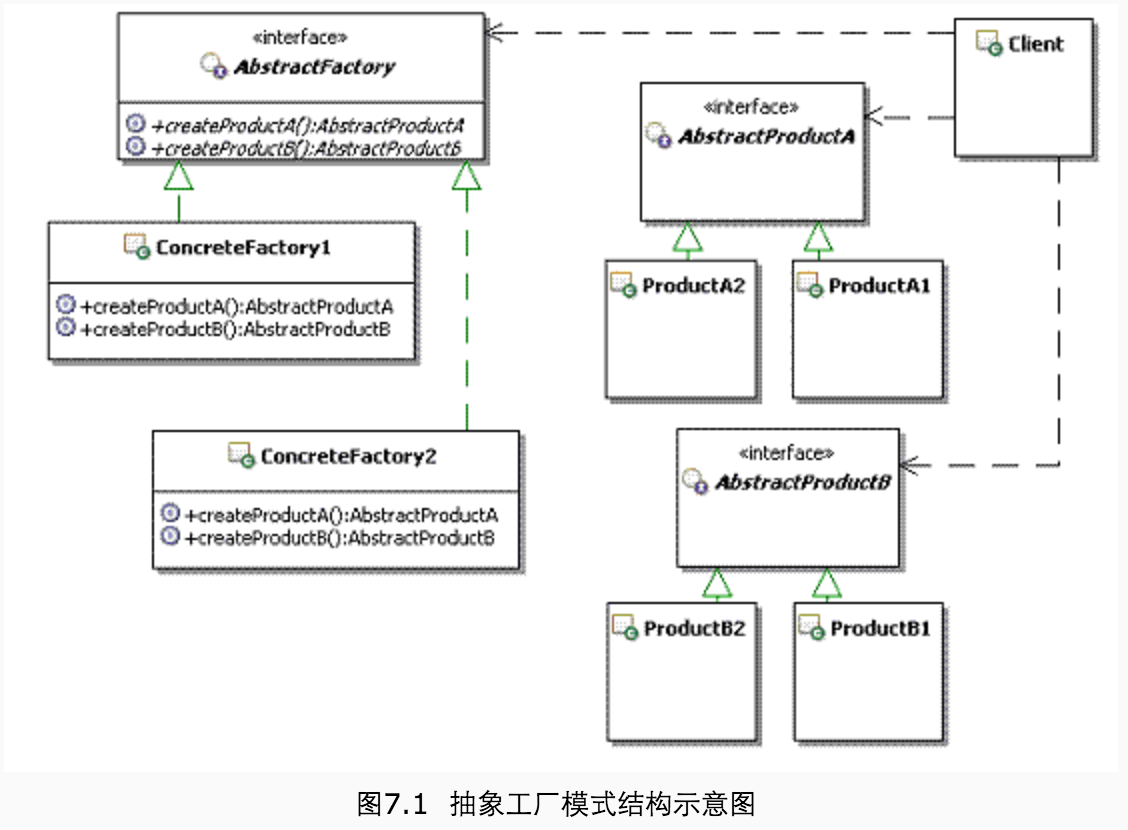 «interface»
AbstractFactory
+createProductA():AbstractProductA
+createProductB():AbstractProductB
Client
«interface»
AbstractProductA
ConcreteFactory1
+createProductA():AbstractProductA
+createProductB():AbstractProductB
ProductA2
ProductA1
ConcreteFactory2
+createProductA():AbstractProductA
+createProductB():AbstractProductB
«interface»
AbstractProductB
ProductB2
ProductB1
图7.1 抽象工厂模式结构示意图